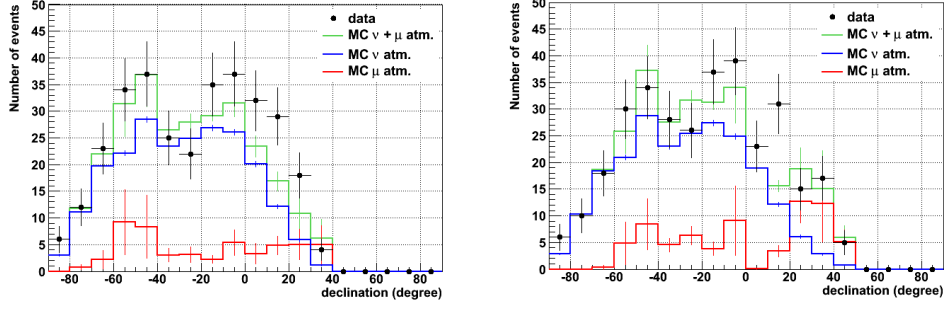 Number of events
50
45
40
35
30
25
20
15
10
5
0
data
MC ν + μ atm.
MC ν atm.
MC μ atm.
-80 -60 -40 -20 0 20 40 60 80
declination (degree)
Number of events
50
45
40
35
30
25
20
15
10
5
0
data
MC ν + μ atm.
MC ν atm.
MC μ atm.
-80 -60 -40 -20 0 20 40 60 80
declination (degree)